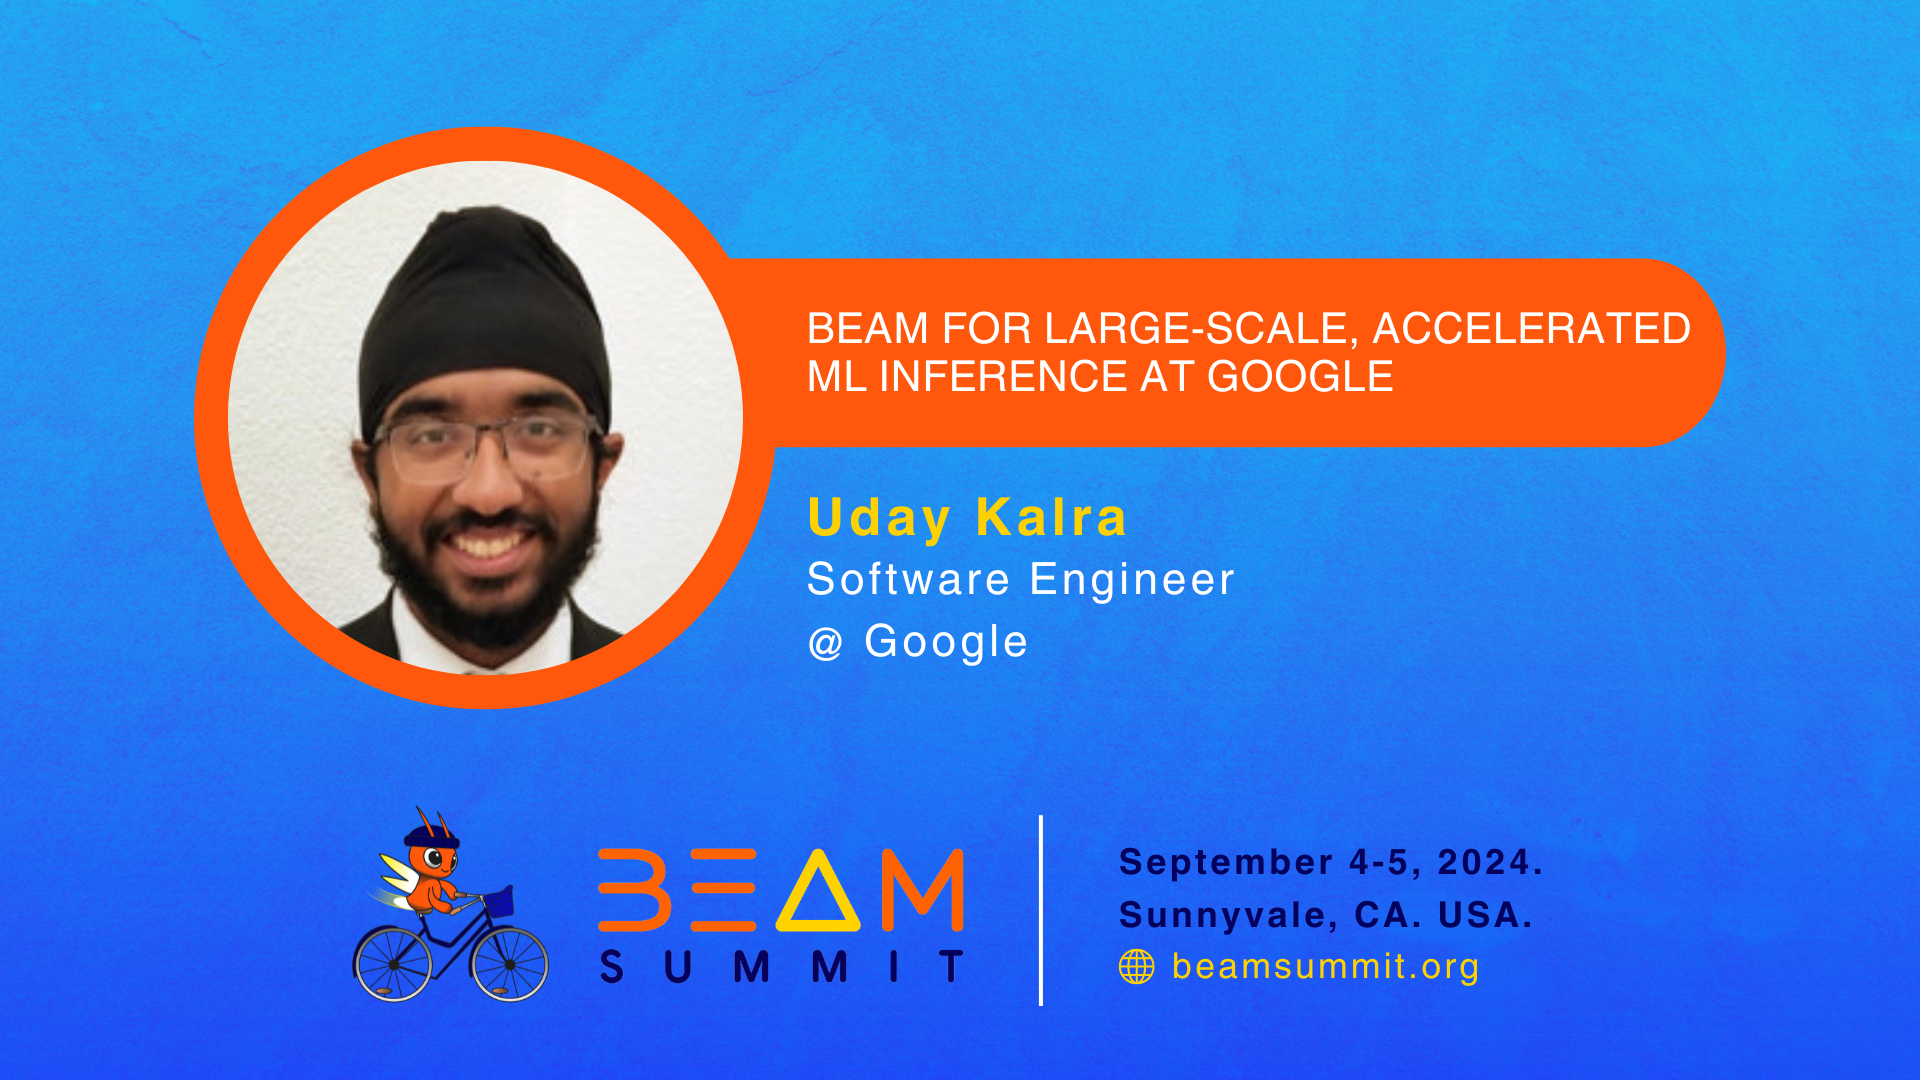 BEAM FOR LARGE-SCALE, ACCELERATED
ML INFERENCE AT GOOGLE
Uday Kalra
Software Engineer
@ Google
BEAM
SUMMIT
September 4-5, 2024.
Sunnyvale, CA. USA.
beamsummit.org